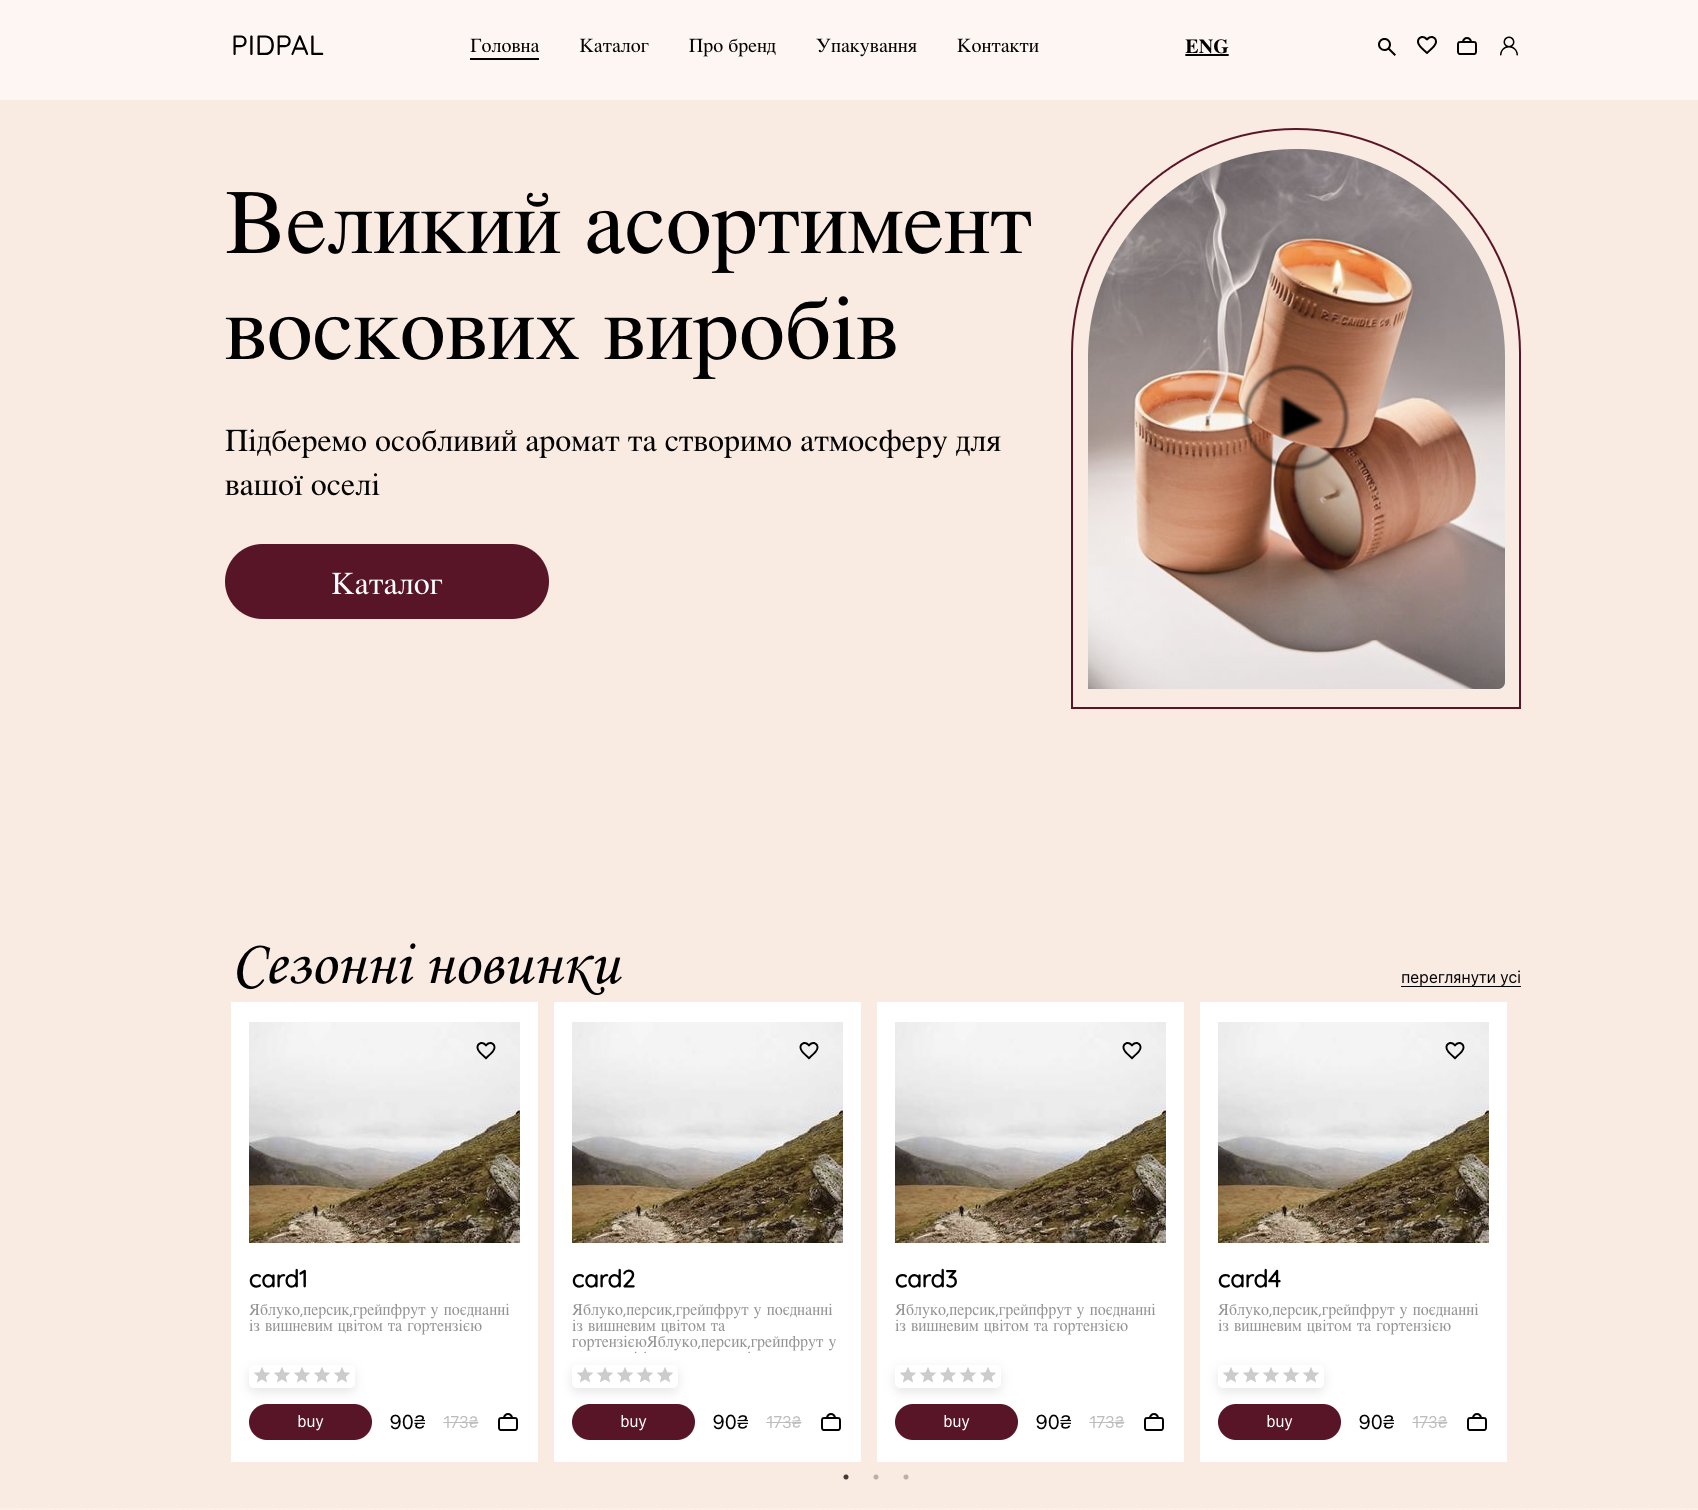 PIDPAL
Головна Каталог Про бренд Упакування Контакти ENG
Великий асортимент
воскових виробів
Підберемо особливий аромат та створимо атмосферу для
вашої оселі
Каталог
P. F. CANDLE CO.
Сезонні новинки
переглянути усі
card1
Яблуко,персик,грейпфрут у поєднанні
із вишневим цвітом та гортензією
buy 90₴ 173₴
card2
Яблуко,персик,грейпфрут у поєднанні
із вишневим цвітом та
гортензієюЯблуко,персик,грейпфрут у
buy 90₴ 173₴
card3
Яблуко,персик,грейпфрут у поєднанні
із вишневим цвітом та гортензією
buy 90₴ 173₴
card4
Яблуко,персик,грейпфрут у поєднанні
із вишневим цвітом та гортензією
buy 90₴ 173₴